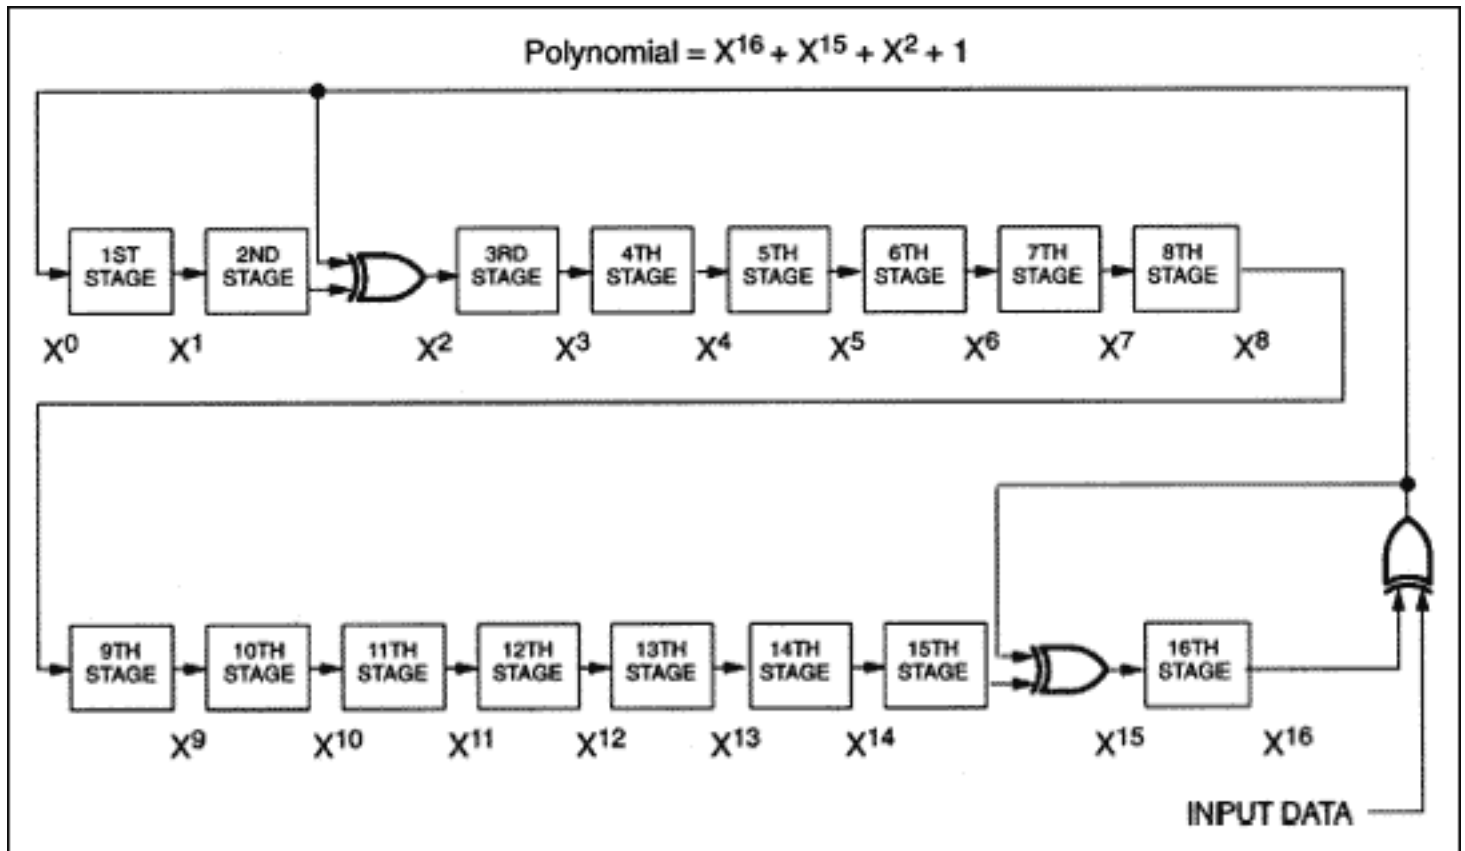 Polynomial = X¹⁶ + X¹⁵ + X² + 1
1ST STAGE
2ND STAGE
3RD STAGE
4TH STAGE
5TH STAGE
6TH STAGE
7TH STAGE
8TH STAGE
X⁰ X¹ X² X³ X⁴ X⁵ X⁶ X⁷ X⁸
9TH STAGE
10TH STAGE
11TH STAGE
12TH STAGE
13TH STAGE
14TH STAGE
15TH STAGE
16TH STAGE
X⁹ X¹⁰ X¹¹ X¹² X¹³ X¹⁴ X¹⁵ X¹⁶
INPUT DATA